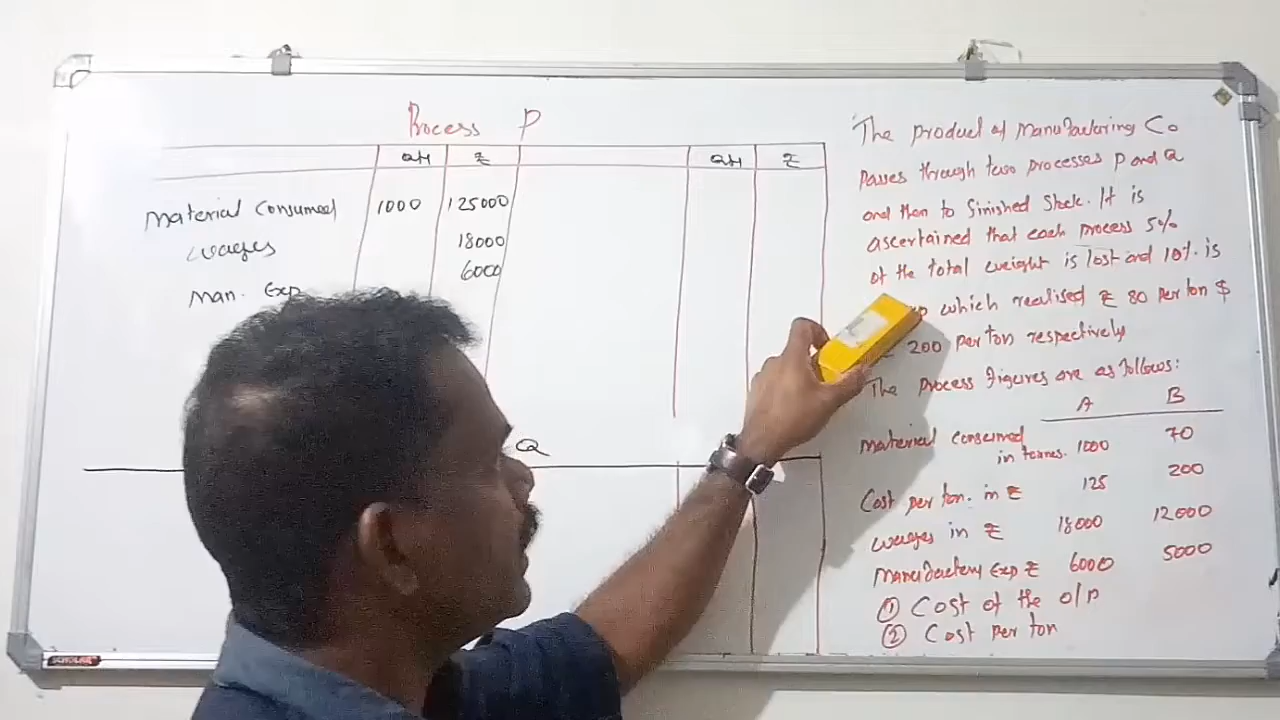 Process P
Qty ₹ Qty ₹
Material Consumed 1000 125000
Wages 18000
Man. Exp 6000
Q
The product of Manufacturing Co
Passes through two processes P and Q
and then to finished Stock. It is
ascertained that each process 5%
of the total weight is lost and 10% is
which realised ₹ 80 per ton &
200 per ton respectively
The Process figures are as follows:
A B
Material Consumed in tonnes. 1000 70
Cost per ton. in ₹ 125 200
Wages in ₹ 18000 12000
Manufactory Exp ₹ 6000 5000
① Cost of the o/p
② Cost per ton
SCHOLAR